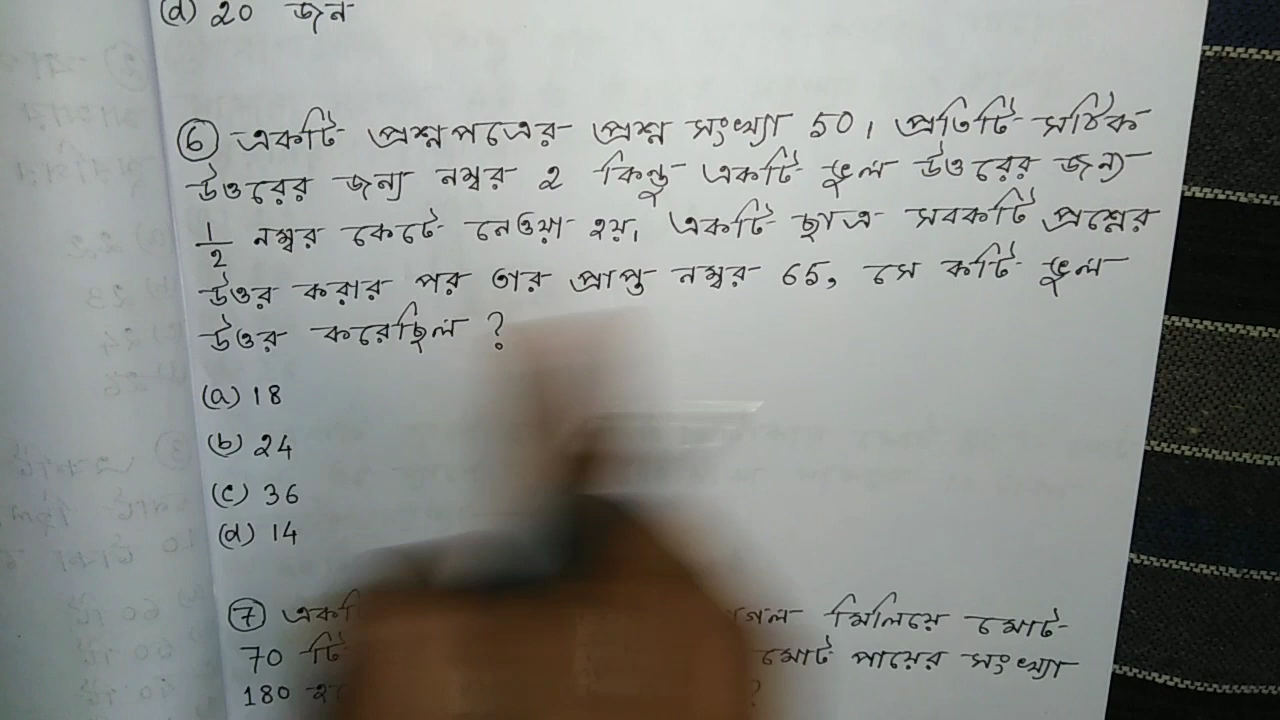 (d) 20 জন
⑥ একটি প্রশ্নপত্রের প্রশ্ন সংখ্যা 50। প্রতিটি সঠিক
উত্তরের জন্য নম্বর 2 কিন্তু একটি ভুল উত্তরের জন্য
1/2 নম্বর কেটে নেওয়া হয়। একটি ছাত্র সবকটি প্রশ্নের
উত্তর করার পর তার প্রাপ্ত নম্বর 65, সে কটি ভুল
উত্তর করেছিল ?
(a) 18
(b) 24
(c) 36
(d) 14
⑦ মিলিয়ে মোট
70 টি মোট পায়ের সংখ্যা
180 ?